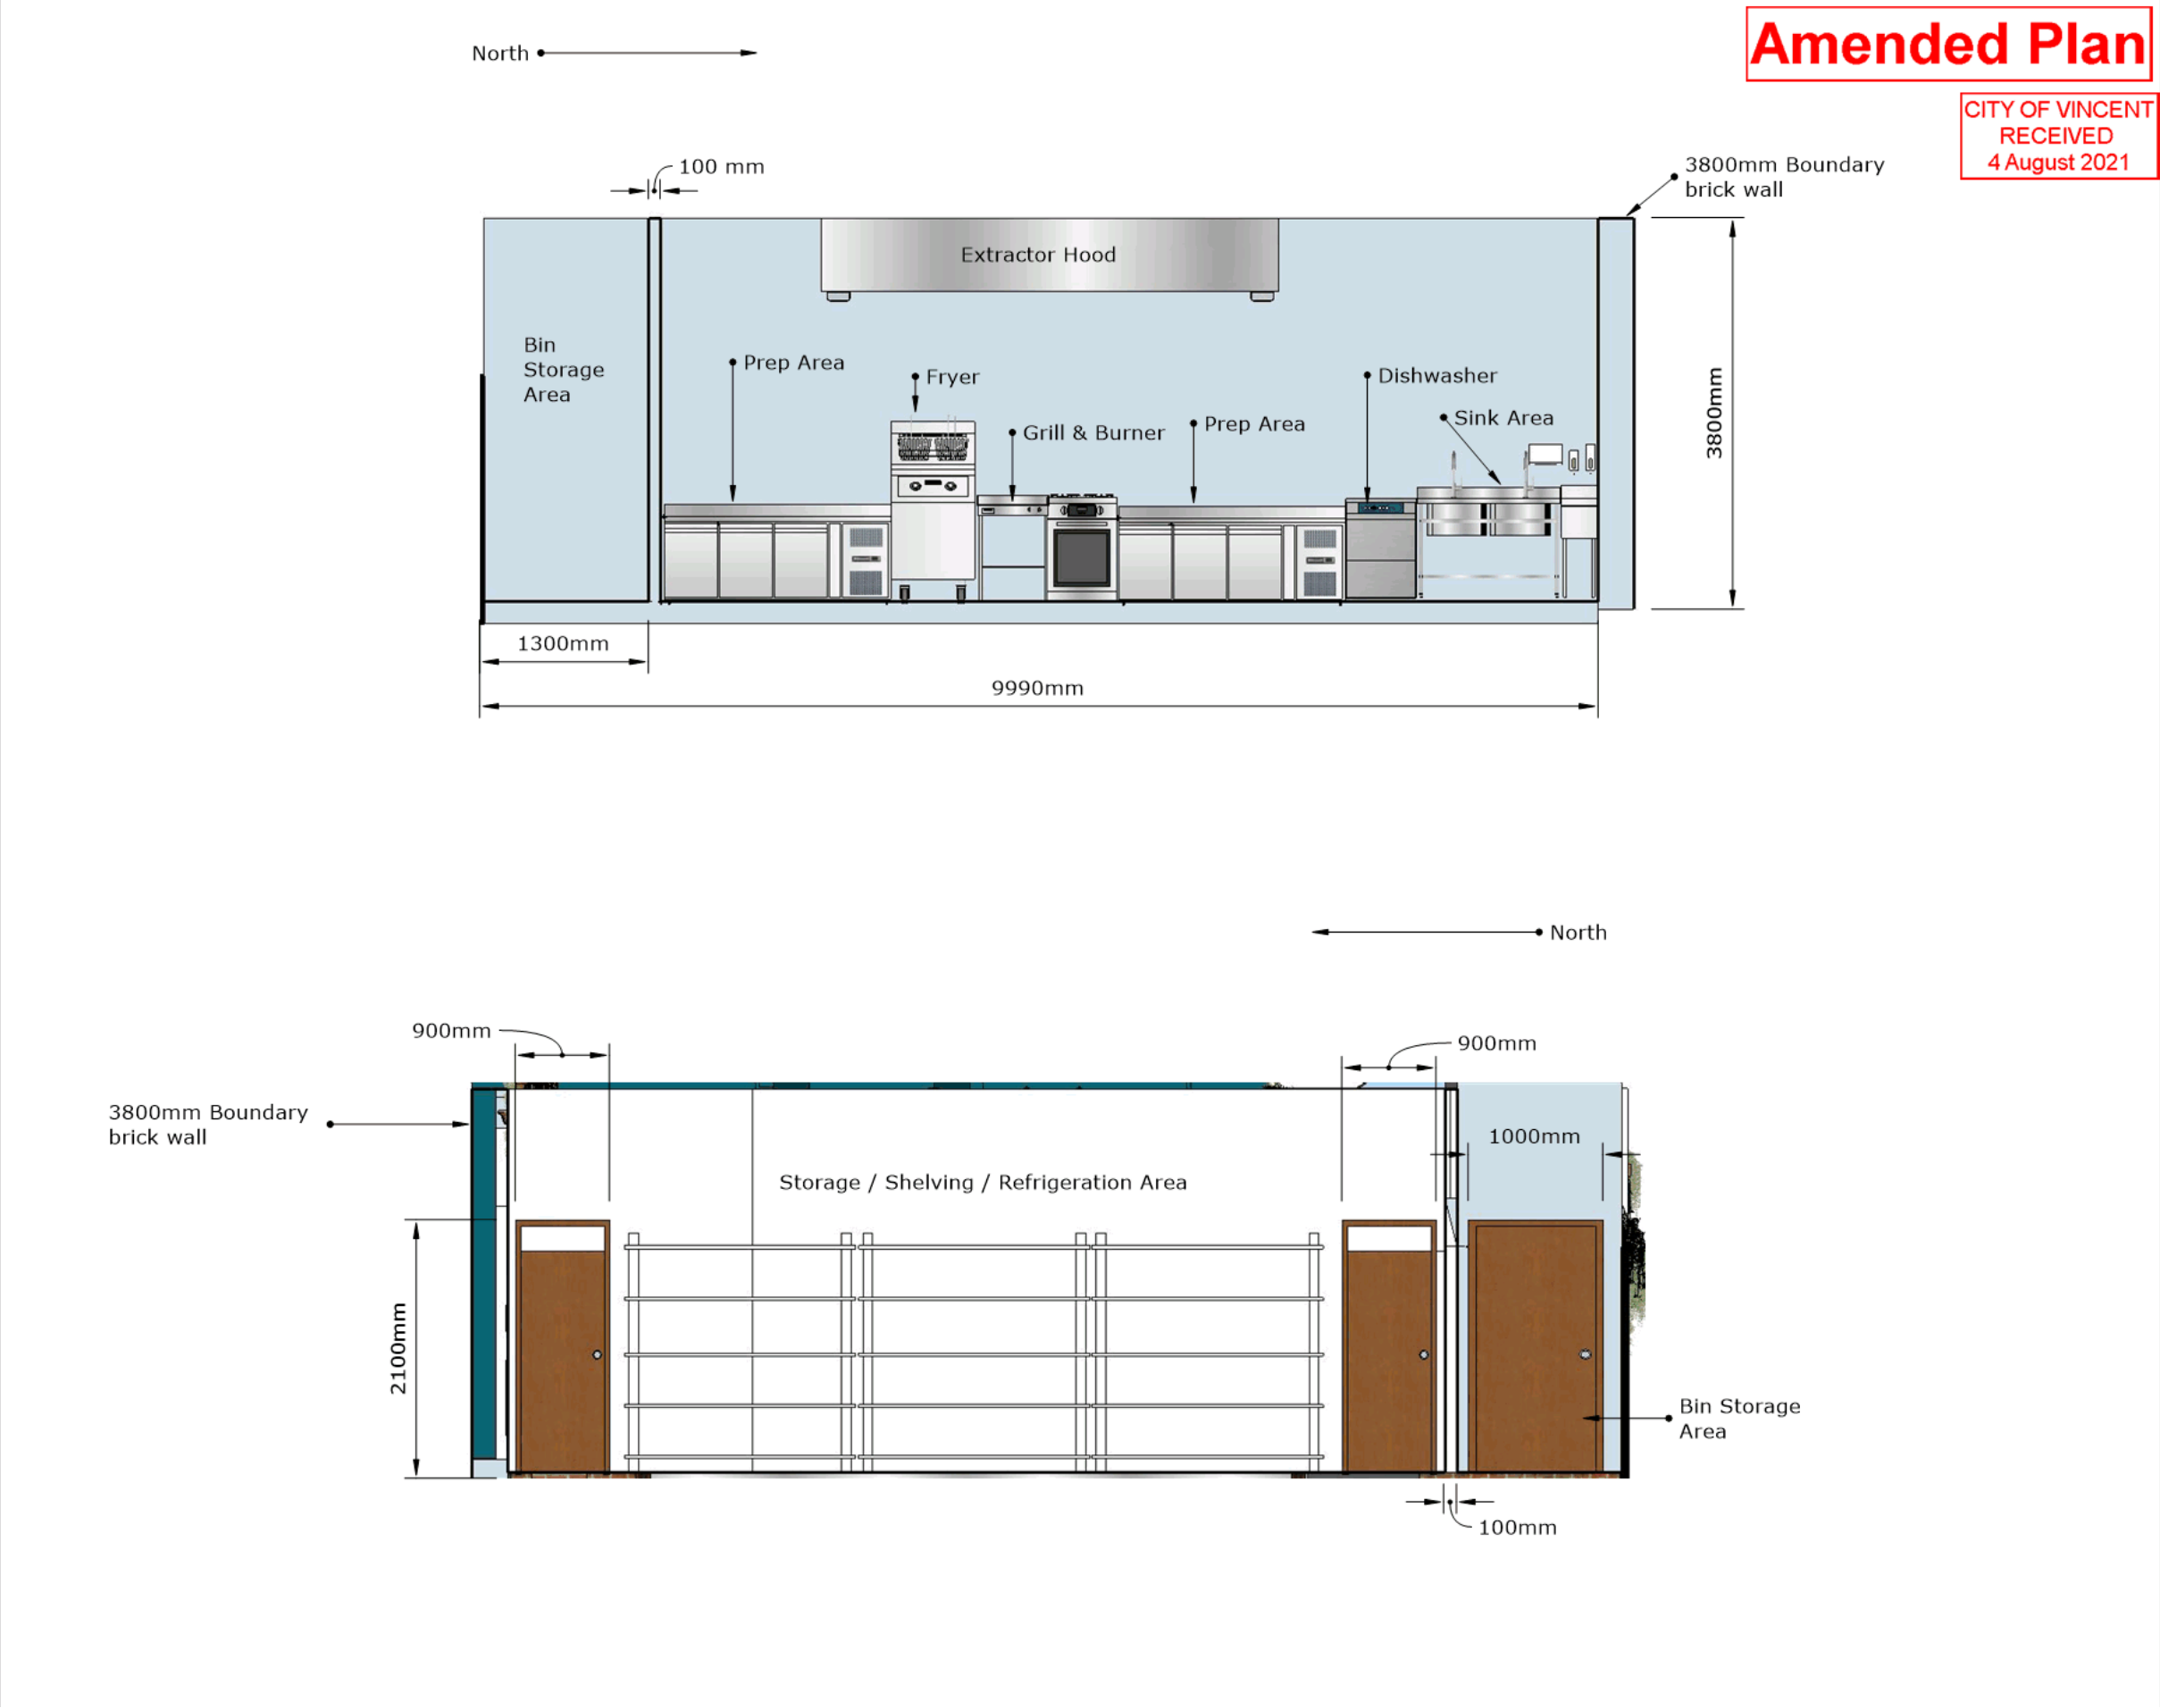 Amended Plan
CITY OF VINCENT
RECEIVED
4 August 2021
North
100 mm
3800mm Boundary
brick wall
Extractor Hood
Bin
Storage
Area
Prep Area
Fryer
Grill & Burner
Prep Area
Dishwasher
Sink Area
3800mm
1300mm
9990mm
North
900mm
900mm
3800mm Boundary
brick wall
1000mm
Storage / Shelving / Refrigeration Area
2100mm
Bin Storage
Area
100mm